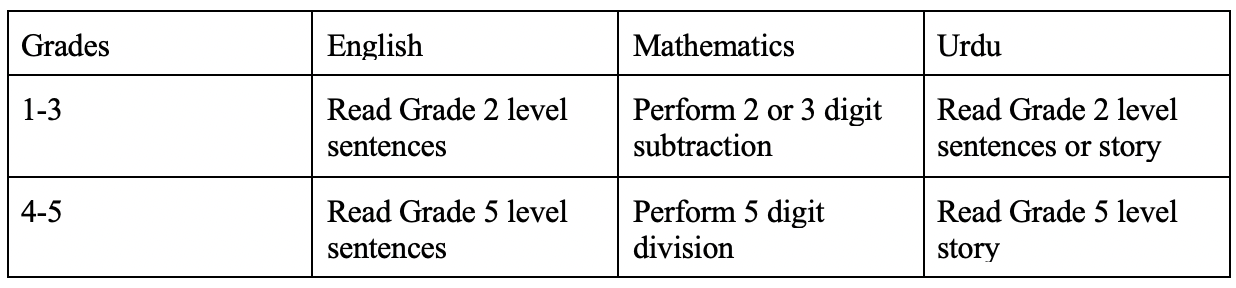 Grades English Mathematics Urdu
1-3 Read Grade 2 level Perform 2 or 3 digit Read Grade 2 level
sentences subtraction sentences or story
4-5 Read Grade 5 level Perform 5 digit Read Grade 5 level
sentences division story